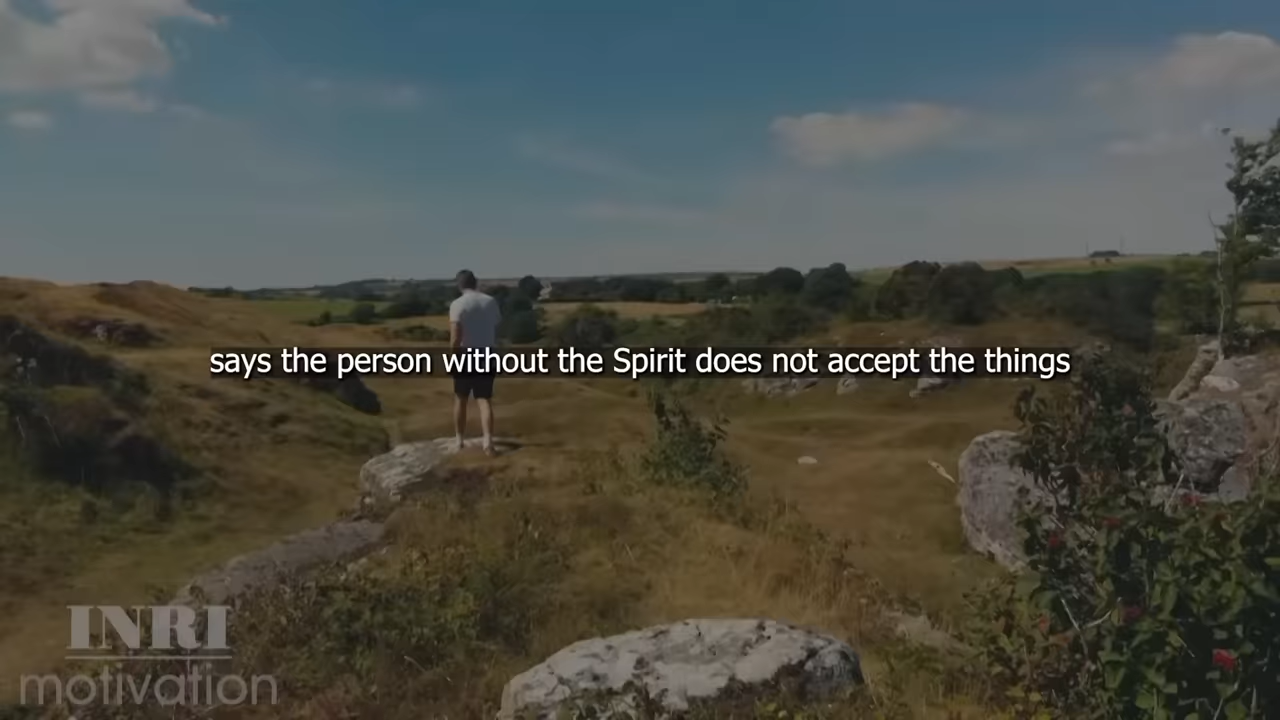 says the person without the Spirit does not accept the things
INRI
motivation